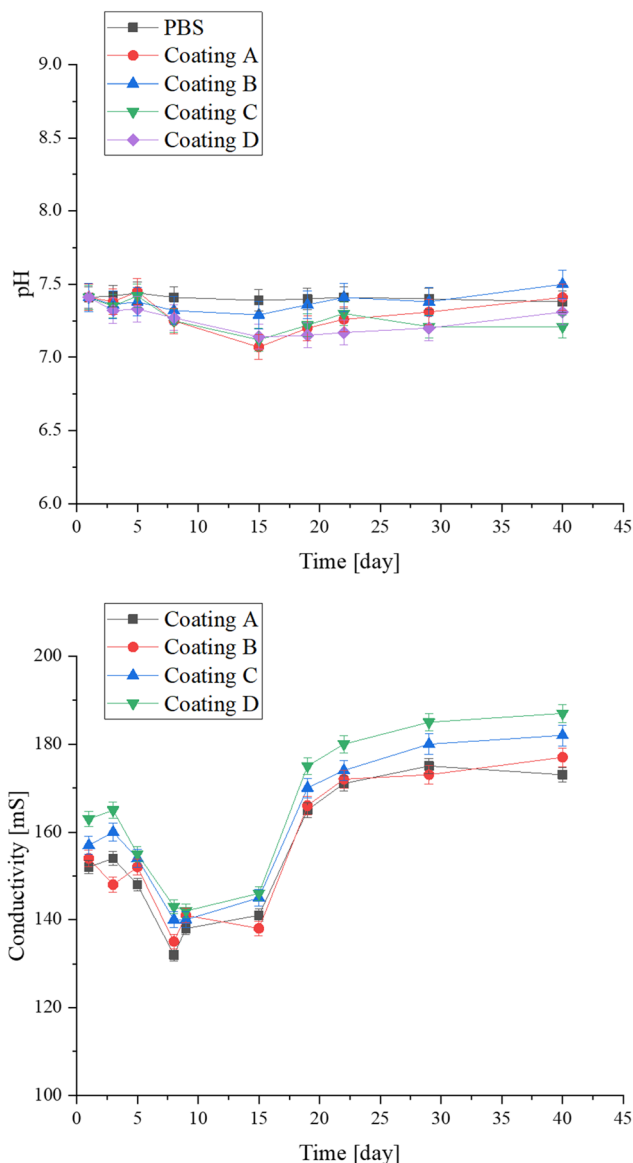 PBS
Coating A
Coating B
Coating C
Coating D
9.0
8.5
8.0
7.5
7.0
6.5
6.0
pH
0 5 10 15 20 25 30 35 40 45
Time [day]
Coating A
Coating B
Coating C
Coating D
200
180
160
140
120
100
Conductivity [mS]
0 5 10 15 20 25 30 35 40 45
Time [day]